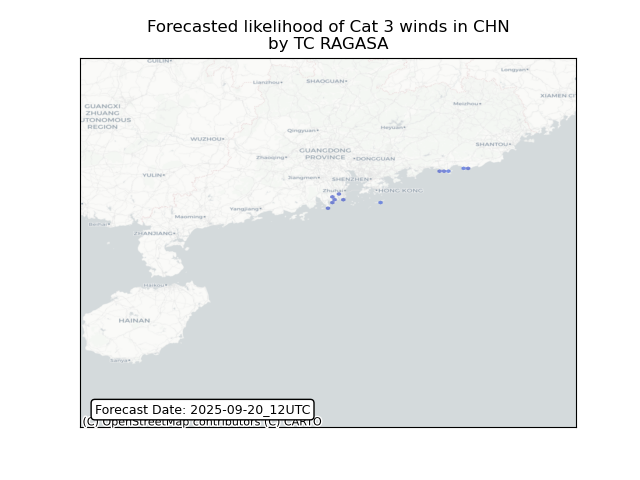 Forecasted likelihood of Cat 3 winds in CHN
by TC RAGASA
GUILIN
Longyan
Lianzhou
SHAOGUAN
XIAMEN CI
GUANGXI
ZHUANG
UTONOMOUS
REGION
Meizhou
Qingyuan
Heyuan
WUZHOU
SHANTOU
GUANGDONG
PROVINCE
Zhaoqing
DONGGUAN
YULIN
Jiangmen
SHENZHEN
Zhuhai
HONG KONG
Yangjiang
Maoming
Beihai
ZHANJIANG
Haikou
HAINAN
Sanya
Forecast Date: 2025-09-20_12UTC
(C) OpenStreetMap contributors (C) CARTO